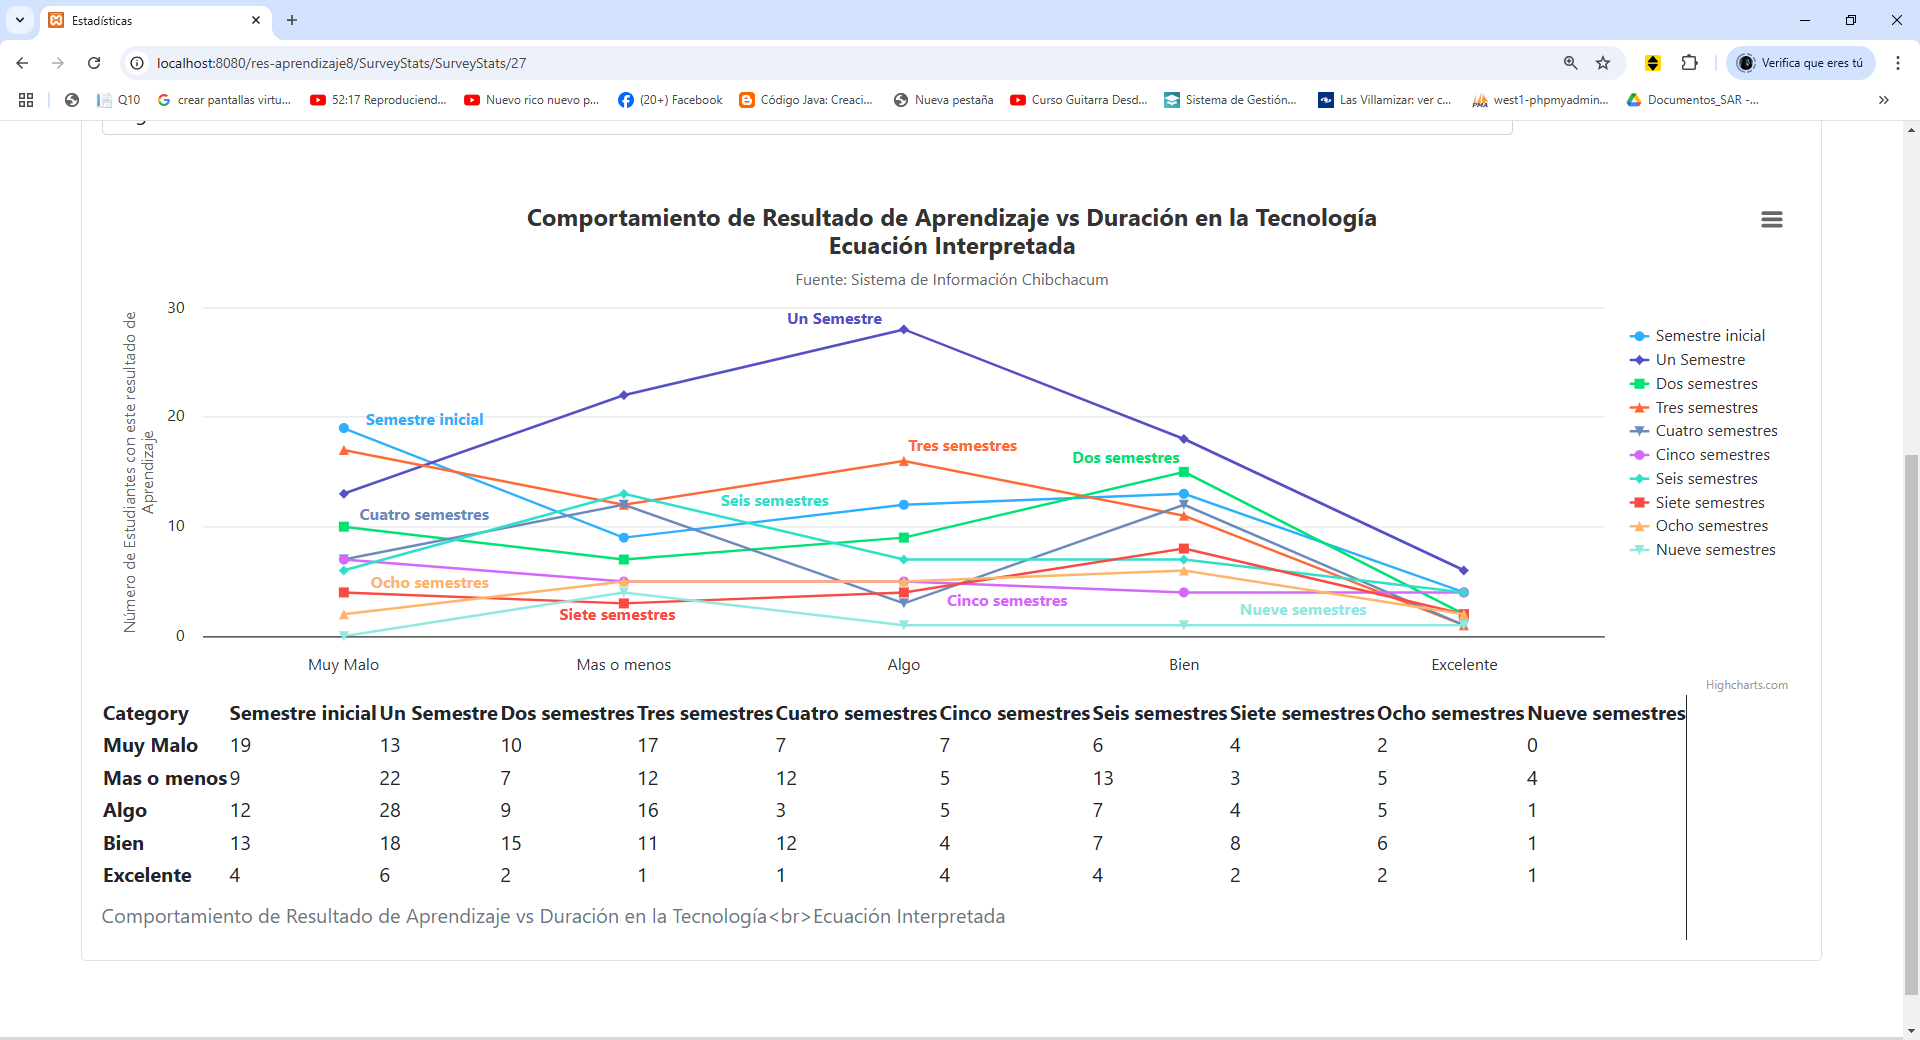 Estadísticas
localhost:8080/res-aprendizaje8/SurveyStats/SurveyStats/27
Verifica que eres tú
Q10
crear pantallas virtu...
52:17 Reproduciend...
Nuevo rico nuevo p...
(20+) Facebook
Código Java: Creaci...
Nueva pestaña
Curso Guitarra Desd...
Sistema de Gestión...
Las Villamizar: ver c...
west1-phpmyadmin...
Documentos_SAR -...
Comportamiento de Resultado de Aprendizaje vs Duración en la Tecnología
Ecuación Interpretada
Fuente: Sistema de Información Chibchacum
Número de Estudiantes con este resultado de
Aprendizaje
30
20
10
0
Un Semestre
Semestre inicial
Tres semestres
Dos semestres
Seis semestres
Cuatro semestres
Ocho semestres
Cinco semestres
Siete semestres
Nueve semestres
Muy Malo
Mas o menos
Algo
Bien
Excelente
Semestre inicial
Un Semestre
Dos semestres
Tres semestres
Cuatro semestres
Cinco semestres
Seis semestres
Siete semestres
Ocho semestres
Nueve semestres
Highcharts.com
Category Semestre inicial Un Semestre Dos semestres Tres semestres Cuatro semestres Cinco semestres Seis semestres Siete semestres Ocho semestres Nueve semestres
Muy Malo 19 13 10 17 7 7 6 4 2 0
Mas o menos 9 22 7 12 12 5 13 3 5 4
Algo 12 28 9 16 3 5 7 4 5 1
Bien 13 18 15 11 12 4 7 8 6 1
Excelente 4 6 2 1 1 4 4 2 2 1
Comportamiento de Resultado de Aprendizaje vs Duración en la Tecnología<br>Ecuación Interpretada